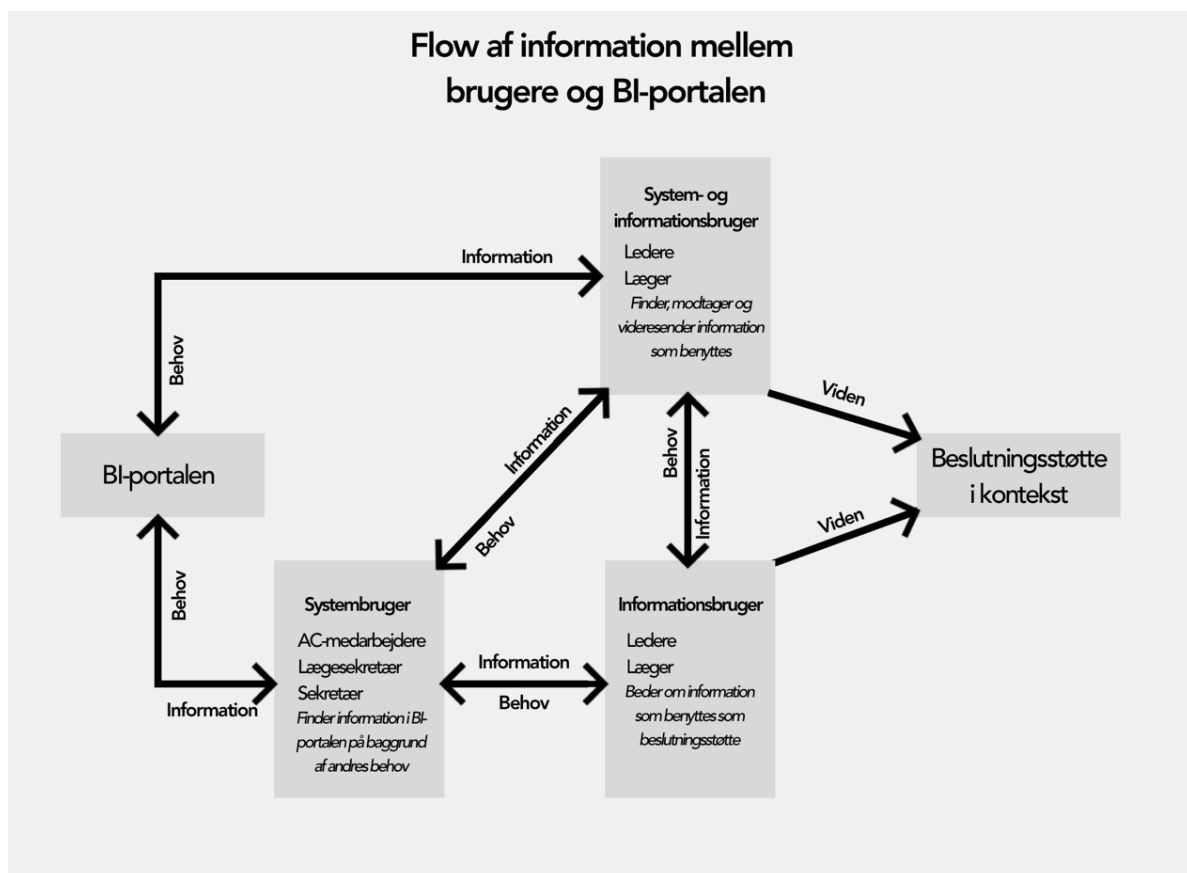 Flow af information mellem
brugere og BI-portalen
System- og
informationsbruger
Ledere
Læger
Finder, modtager og
videresender information
som benyttes
Information
Behov
BI-portalen
Behov
Information
Information
Behov
Behov
Information
Viden
Beslutningsstøtte
i kontekst
Viden
Systembruger
AC-medarbejdere
Lægesekretær
Sekretær
Finder information i BI-
portalen på baggrund
af andres behov
Information
Behov
Informationsbruger
Ledere
Læger
Beder om information
som benyttes som
beslutningsstøtte